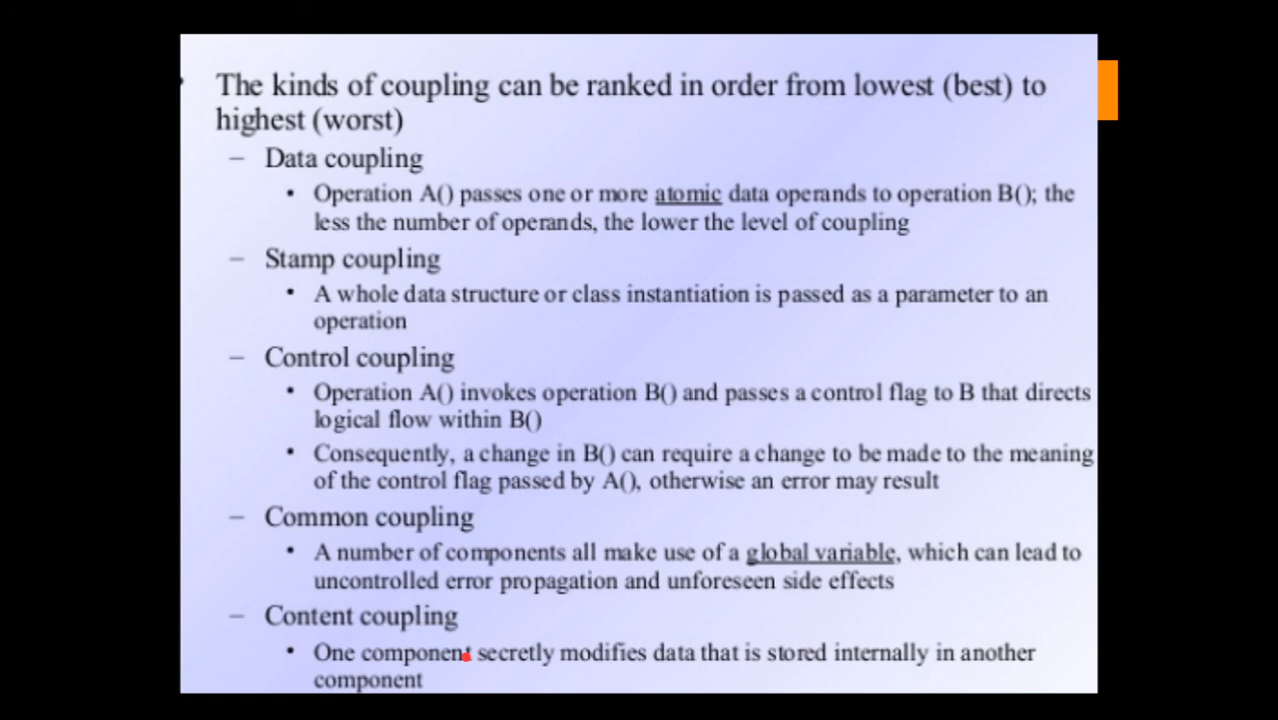 The kinds of coupling can be ranked in order from lowest (best) to
highest (worst)
– Data coupling
• Operation A() passes one or more atomic data operands to operation B(); the
less the number of operands, the lower the level of coupling
– Stamp coupling
• A whole data structure or class instantiation is passed as a parameter to an
operation
– Control coupling
• Operation A() invokes operation B() and passes a control flag to B that directs
logical flow within B()
• Consequently, a change in B() can require a change to be made to the meaning
of the control flag passed by A(), otherwise an error may result
– Common coupling
• A number of components all make use of a global variable, which can lead to
uncontrolled error propagation and unforeseen side effects
– Content coupling
• One component secretly modifies data that is stored internally in another
component